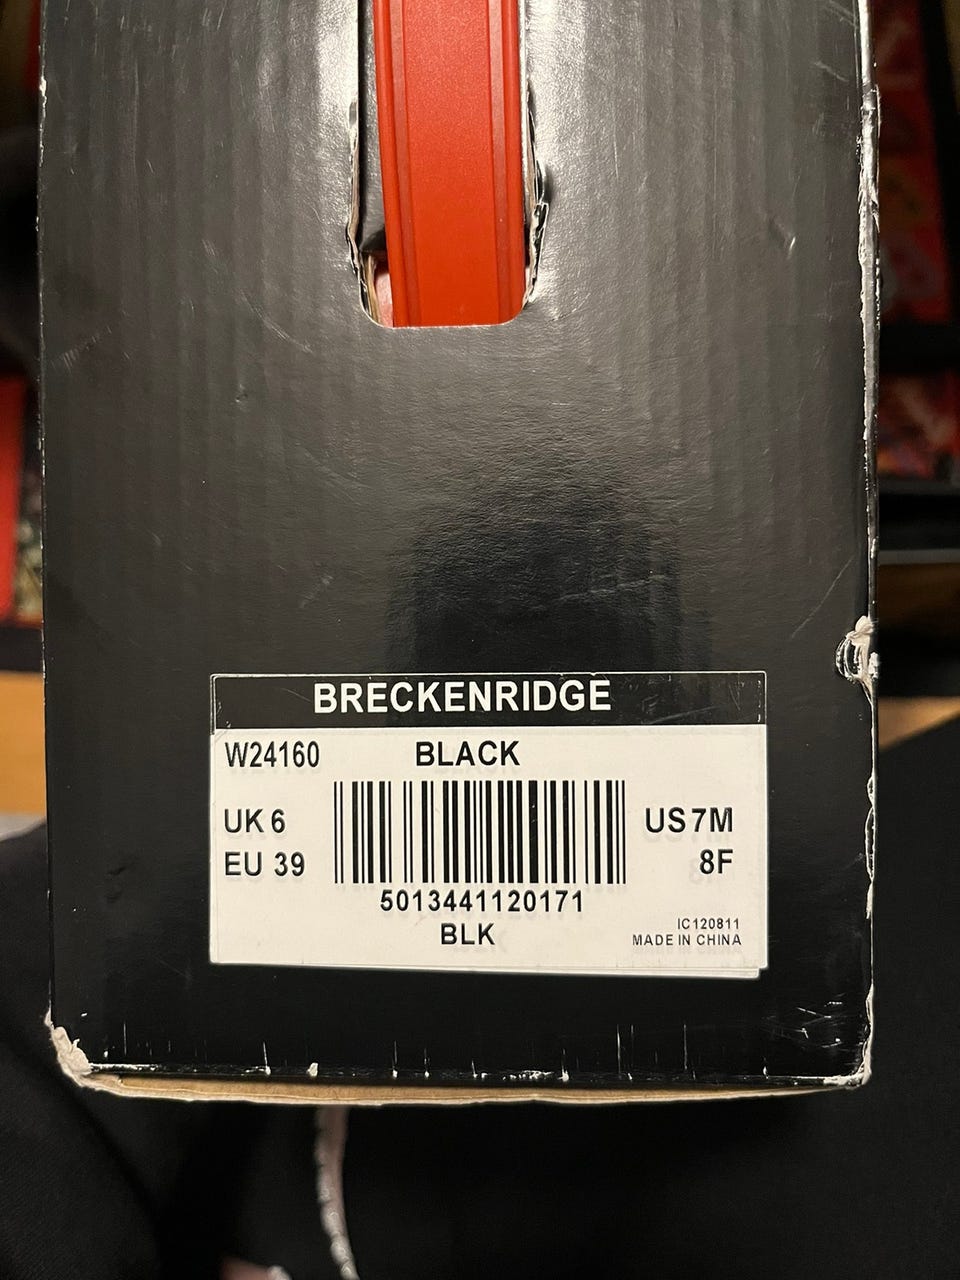 BRECKENRIDGE
W24160 BLACK
UK 6 US 7M
EU 39 8F
5013441120171
BLK
IC120811
MADE IN CHINA